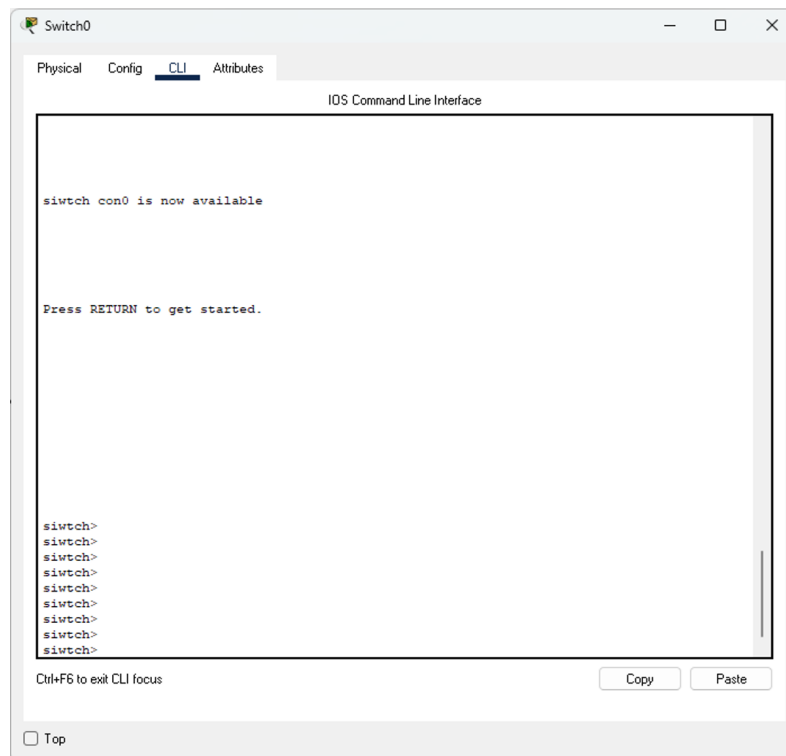 Switch0
Physical Config CLI Attributes
IOS Command Line Interface
siwtch con0 is now available
Press RETURN to get started.
siwtch>
siwtch>
siwtch>
siwtch>
siwtch>
siwtch>
siwtch>
siwtch>
siwtch>
Ctrl+F6 to exit CLI focus
Copy Paste
Top